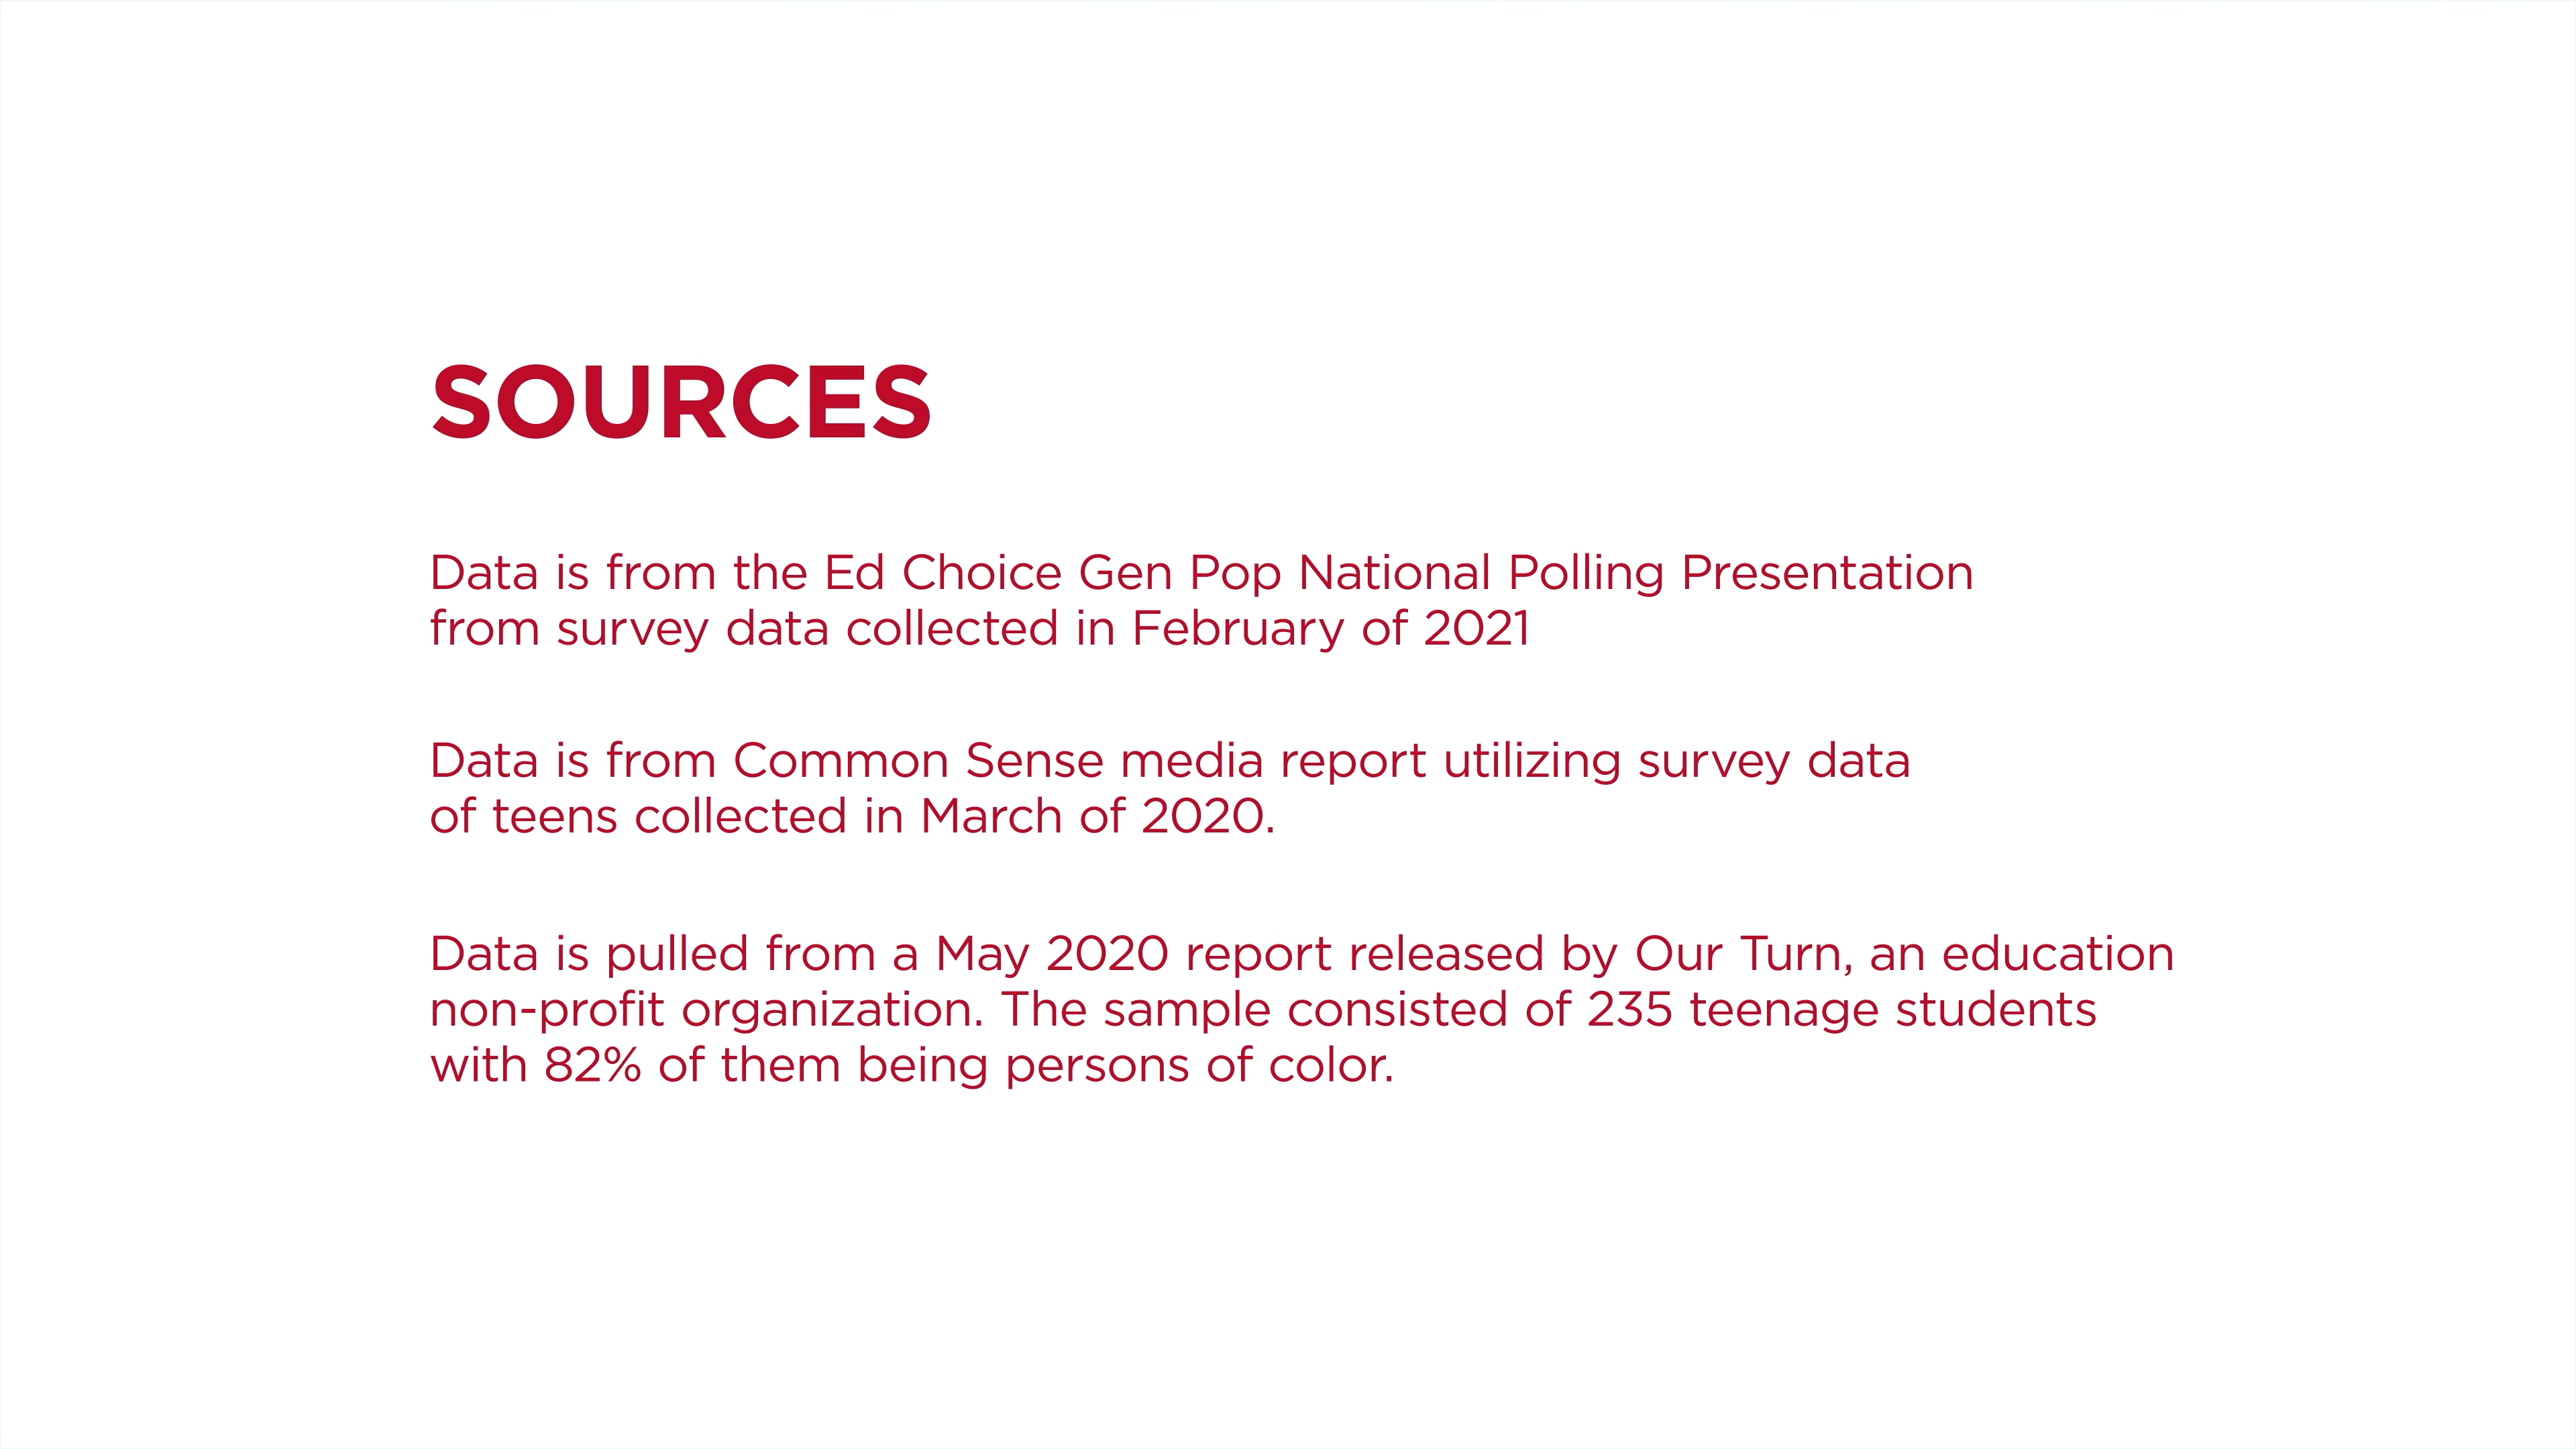 SOURCES
Data is from the Ed Choice Gen Pop National Polling Presentation
from survey data collected in February of 2021
Data is from Common Sense media report utilizing survey data
of teens collected in March of 2020.
Data is pulled from a May 2020 report released by Our Turn, an education
non-profit organization. The sample consisted of 235 teenage students
with 82% of them being persons of color.